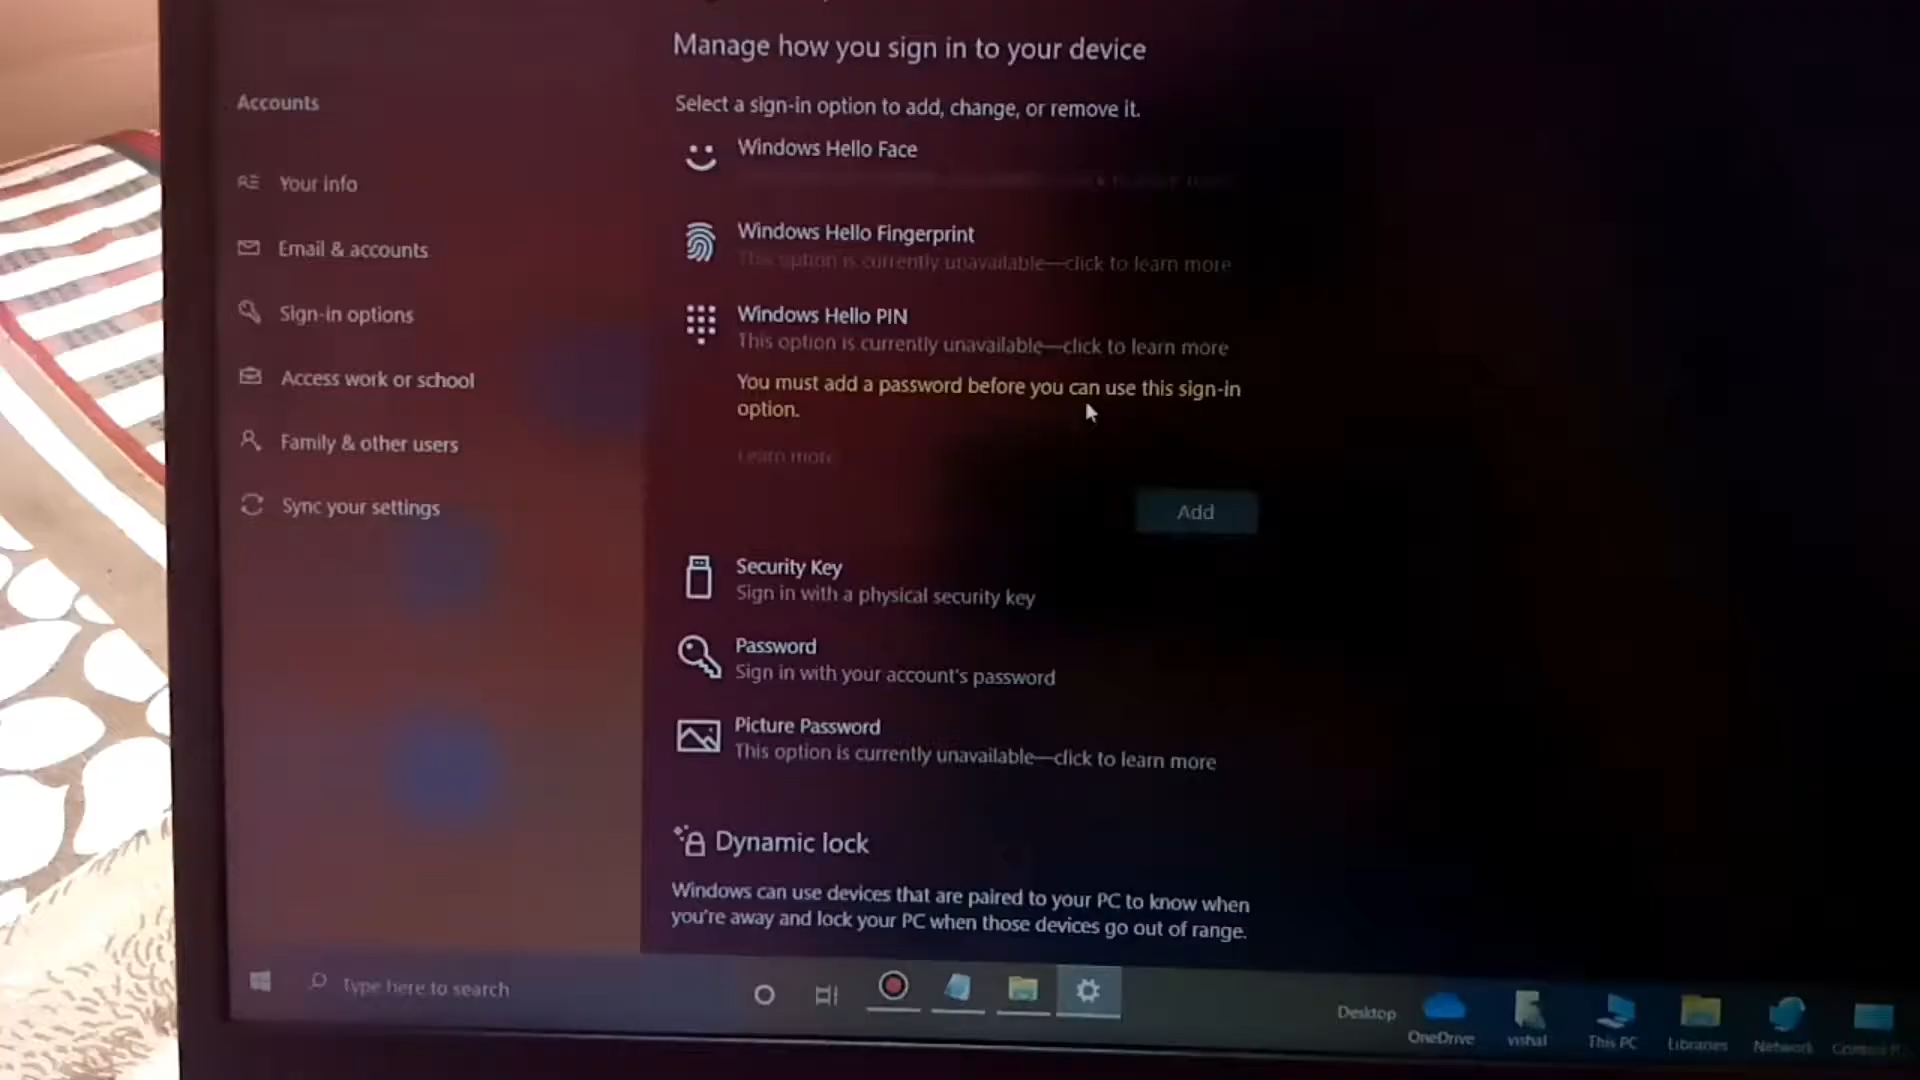 Manage how you sign in to your device
Accounts
Select a sign-in option to add, change, or remove it.
Windows Hello Face
Your info
Windows Hello Fingerprint
This option is currently unavailable—click to learn more
Email & accounts
Windows Hello PIN
This option is currently unavailable—click to learn more
Sign-in options
You must add a password before you can use this sign-in
option.
Access work or school
Family & other users
Learn more
Sync your settings
Add
Security Key
Sign in with a physical security key
Password
Sign in with your account's password
Picture Password
This option is currently unavailable—click to learn more
Dynamic lock
Windows can use devices that are paired to your PC to know when
you're away and lock your PC when those devices go out of range.
Type here to search
Desktop
OneDrive
vishal
This PC
Libraries
Network